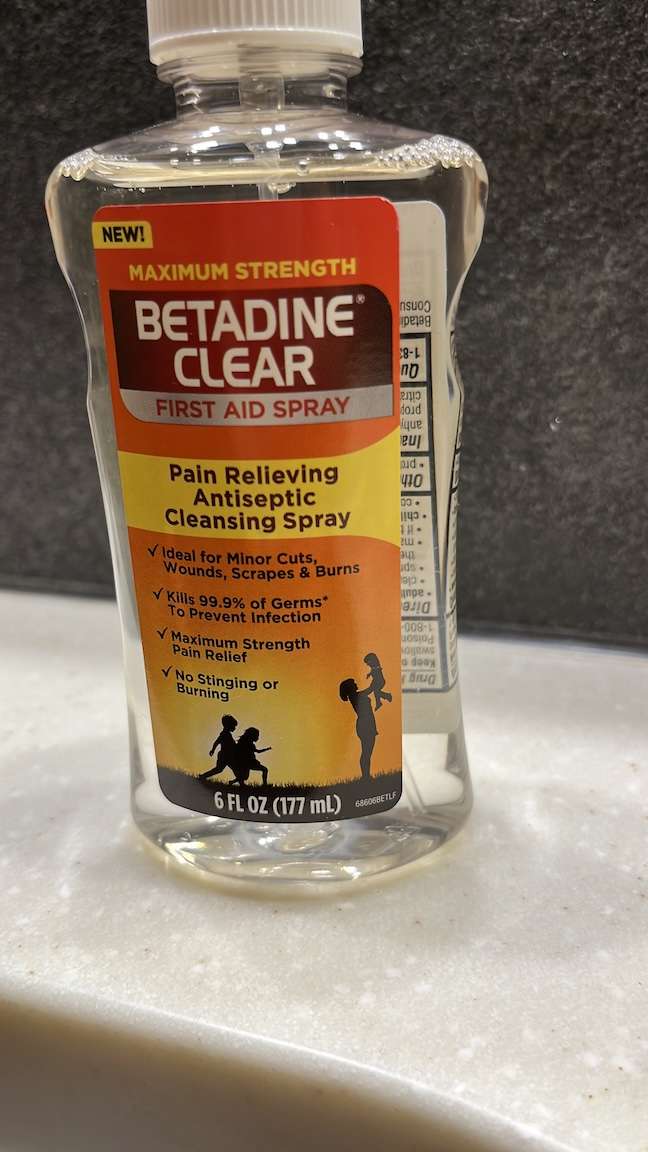 NEW!
MAXIMUM STRENGTH
BETADINE®
CLEAR
FIRST AID SPRAY
Pain Relieving
Antiseptic
Cleansing Spray
✓ Ideal for Minor Cuts,
Wounds, Scrapes & Burns
✓ Kills 99.9% of Germs*
To Prevent Infection
✓ Maximum Strength
Pain Relief
✓ No Stinging or
Burning
6 FL OZ (177 mL)
68606BETLF